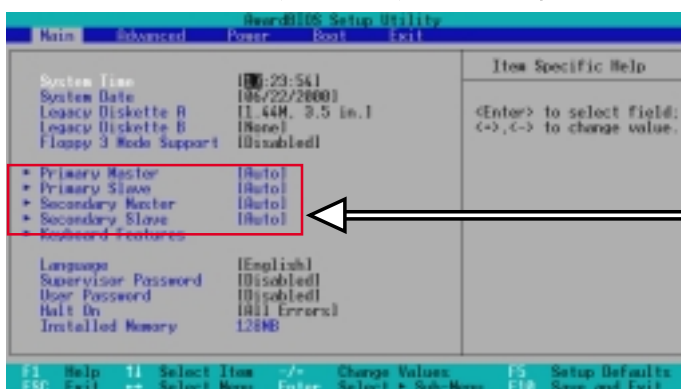 AwardBIOS Setup Utility
Main Advanced Power Boot Exit
Item Specific Help
System Time :23:54]
System Date [06/22/2000]
Legacy Diskette A [1.44M, 3.5 in.]
Legacy Diskette B [None]
Floppy 3 Mode Support [Disabled]
<Enter> to select field;
<+>,<-> to change value.
Primary Master [Auto]
Primary Slave [Auto]
Secondary Master [Auto]
Secondary Slave [Auto]
Keyboard Features
Language [English]
Supervisor Password [Disabled]
User Password [Disabled]
Halt On [All Errors]
Installed Memory 128MB
F1 Help ↑↓ Select Item -/+ Change Values F5 Setup Defaults
ESC Exit ↔ Select Menu Enter Select ▶ Sub-Menu F10 Save and Exit